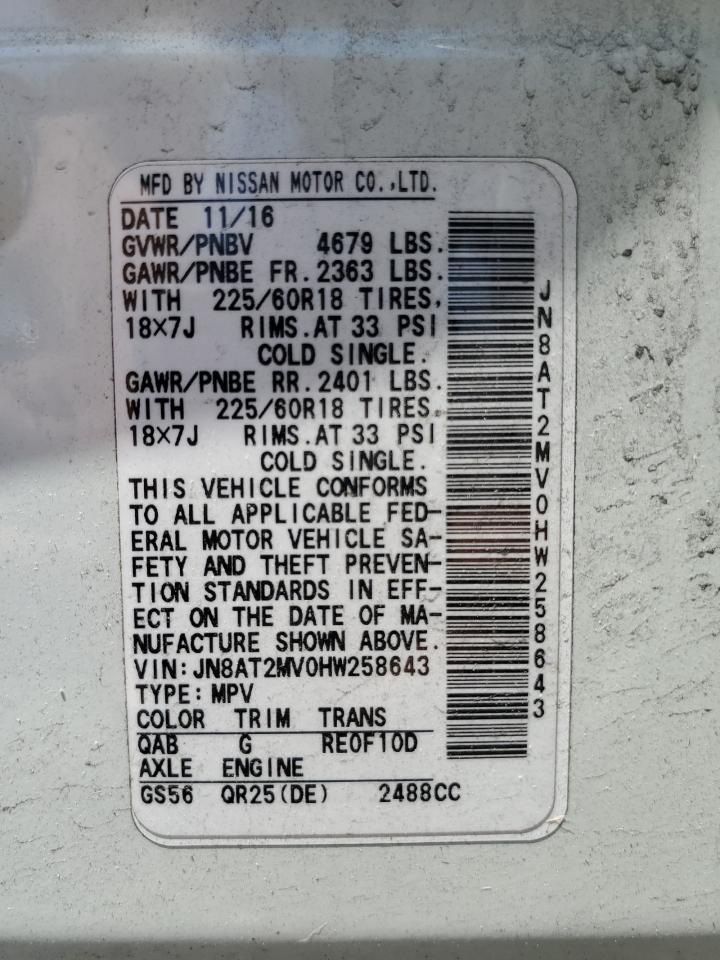 MFD BY NISSAN MOTOR CO.,LTD.
DATE 11/16
GVWR/PNBV 4679 LBS.
GAWR/PNBE FR. 2363 LBS.
WITH 225/60R18 TIRES,
18×7J RIMS. AT 33 PSI
COLD SINGLE.
GAWR/PNBE RR. 2401 LBS.
WITH 225/60R18 TIRES,
18×7J RIMS. AT 33 PSI
COLD SINGLE.
THIS VEHICLE CONFORMS
TO ALL APPLICABLE FED-
ERAL MOTOR VEHICLE SA-
FETY AND THEFT PREVEN-
TION STANDARDS IN EFF-
ECT ON THE DATE OF MA-
NUFACTURE SHOWN ABOVE.
VIN: JN8AT2MV0HW258643
TYPE: MPV
COLOR TRIM TRANS
QAB G RE0F10D
AXLE ENGINE
GS56 QR25(DE) 2488CC
JN8AT2MV0HW258643